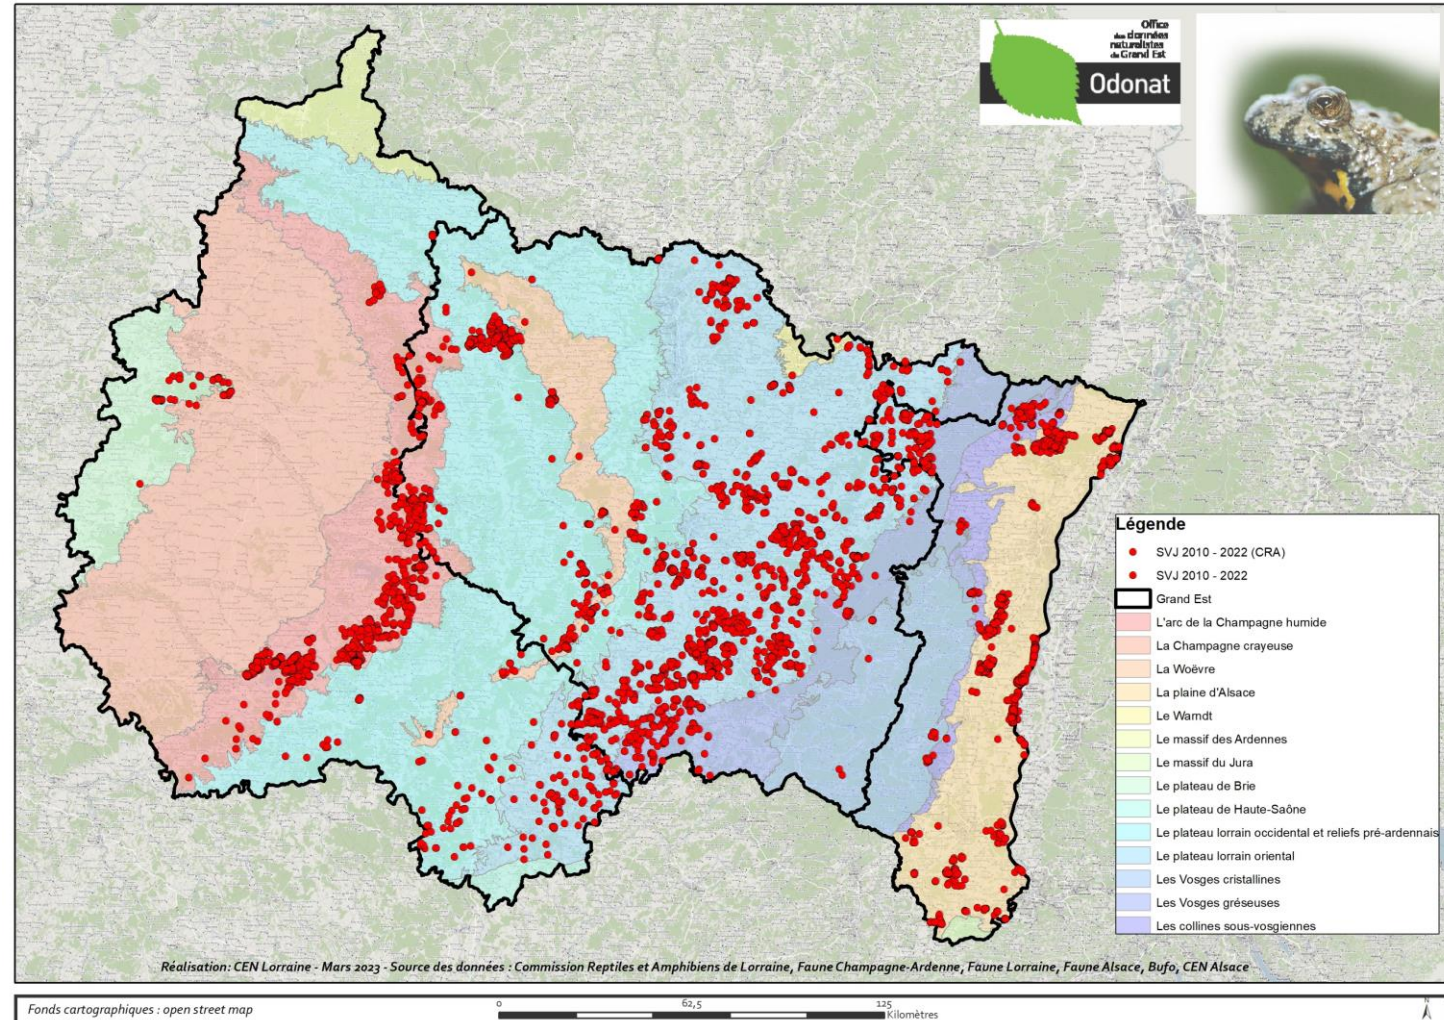 Office
des données
naturalistes
du Grand Est
Odonat
Légende
SVJ 2010 - 2022 (CRA)
SVJ 2010 - 2022
Grand Est
L'arc de la Champagne humide
La Champagne crayeuse
La Woëvre
La plaine d'Alsace
Le Warndt
Le massif des Ardennes
Le massif du Jura
Le plateau de Brie
Le plateau de Haute-Saône
Le plateau lorrain occidental et reliefs pré-ardennais
Le plateau lorrain oriental
Les Vosges cristallines
Les Vosges gréseuses
Les collines sous-vosgiennes
Réalisation: CEN Lorraine - Mars 2023 - Source des données : Commission Reptiles et Amphibiens de Lorraine, Faune Champagne-Ardenne, Faune Lorraine, Faune Alsace, Bufo, CEN Alsace
Fonds cartographiques : open street map
0 62,5 125
Kilomètres
N